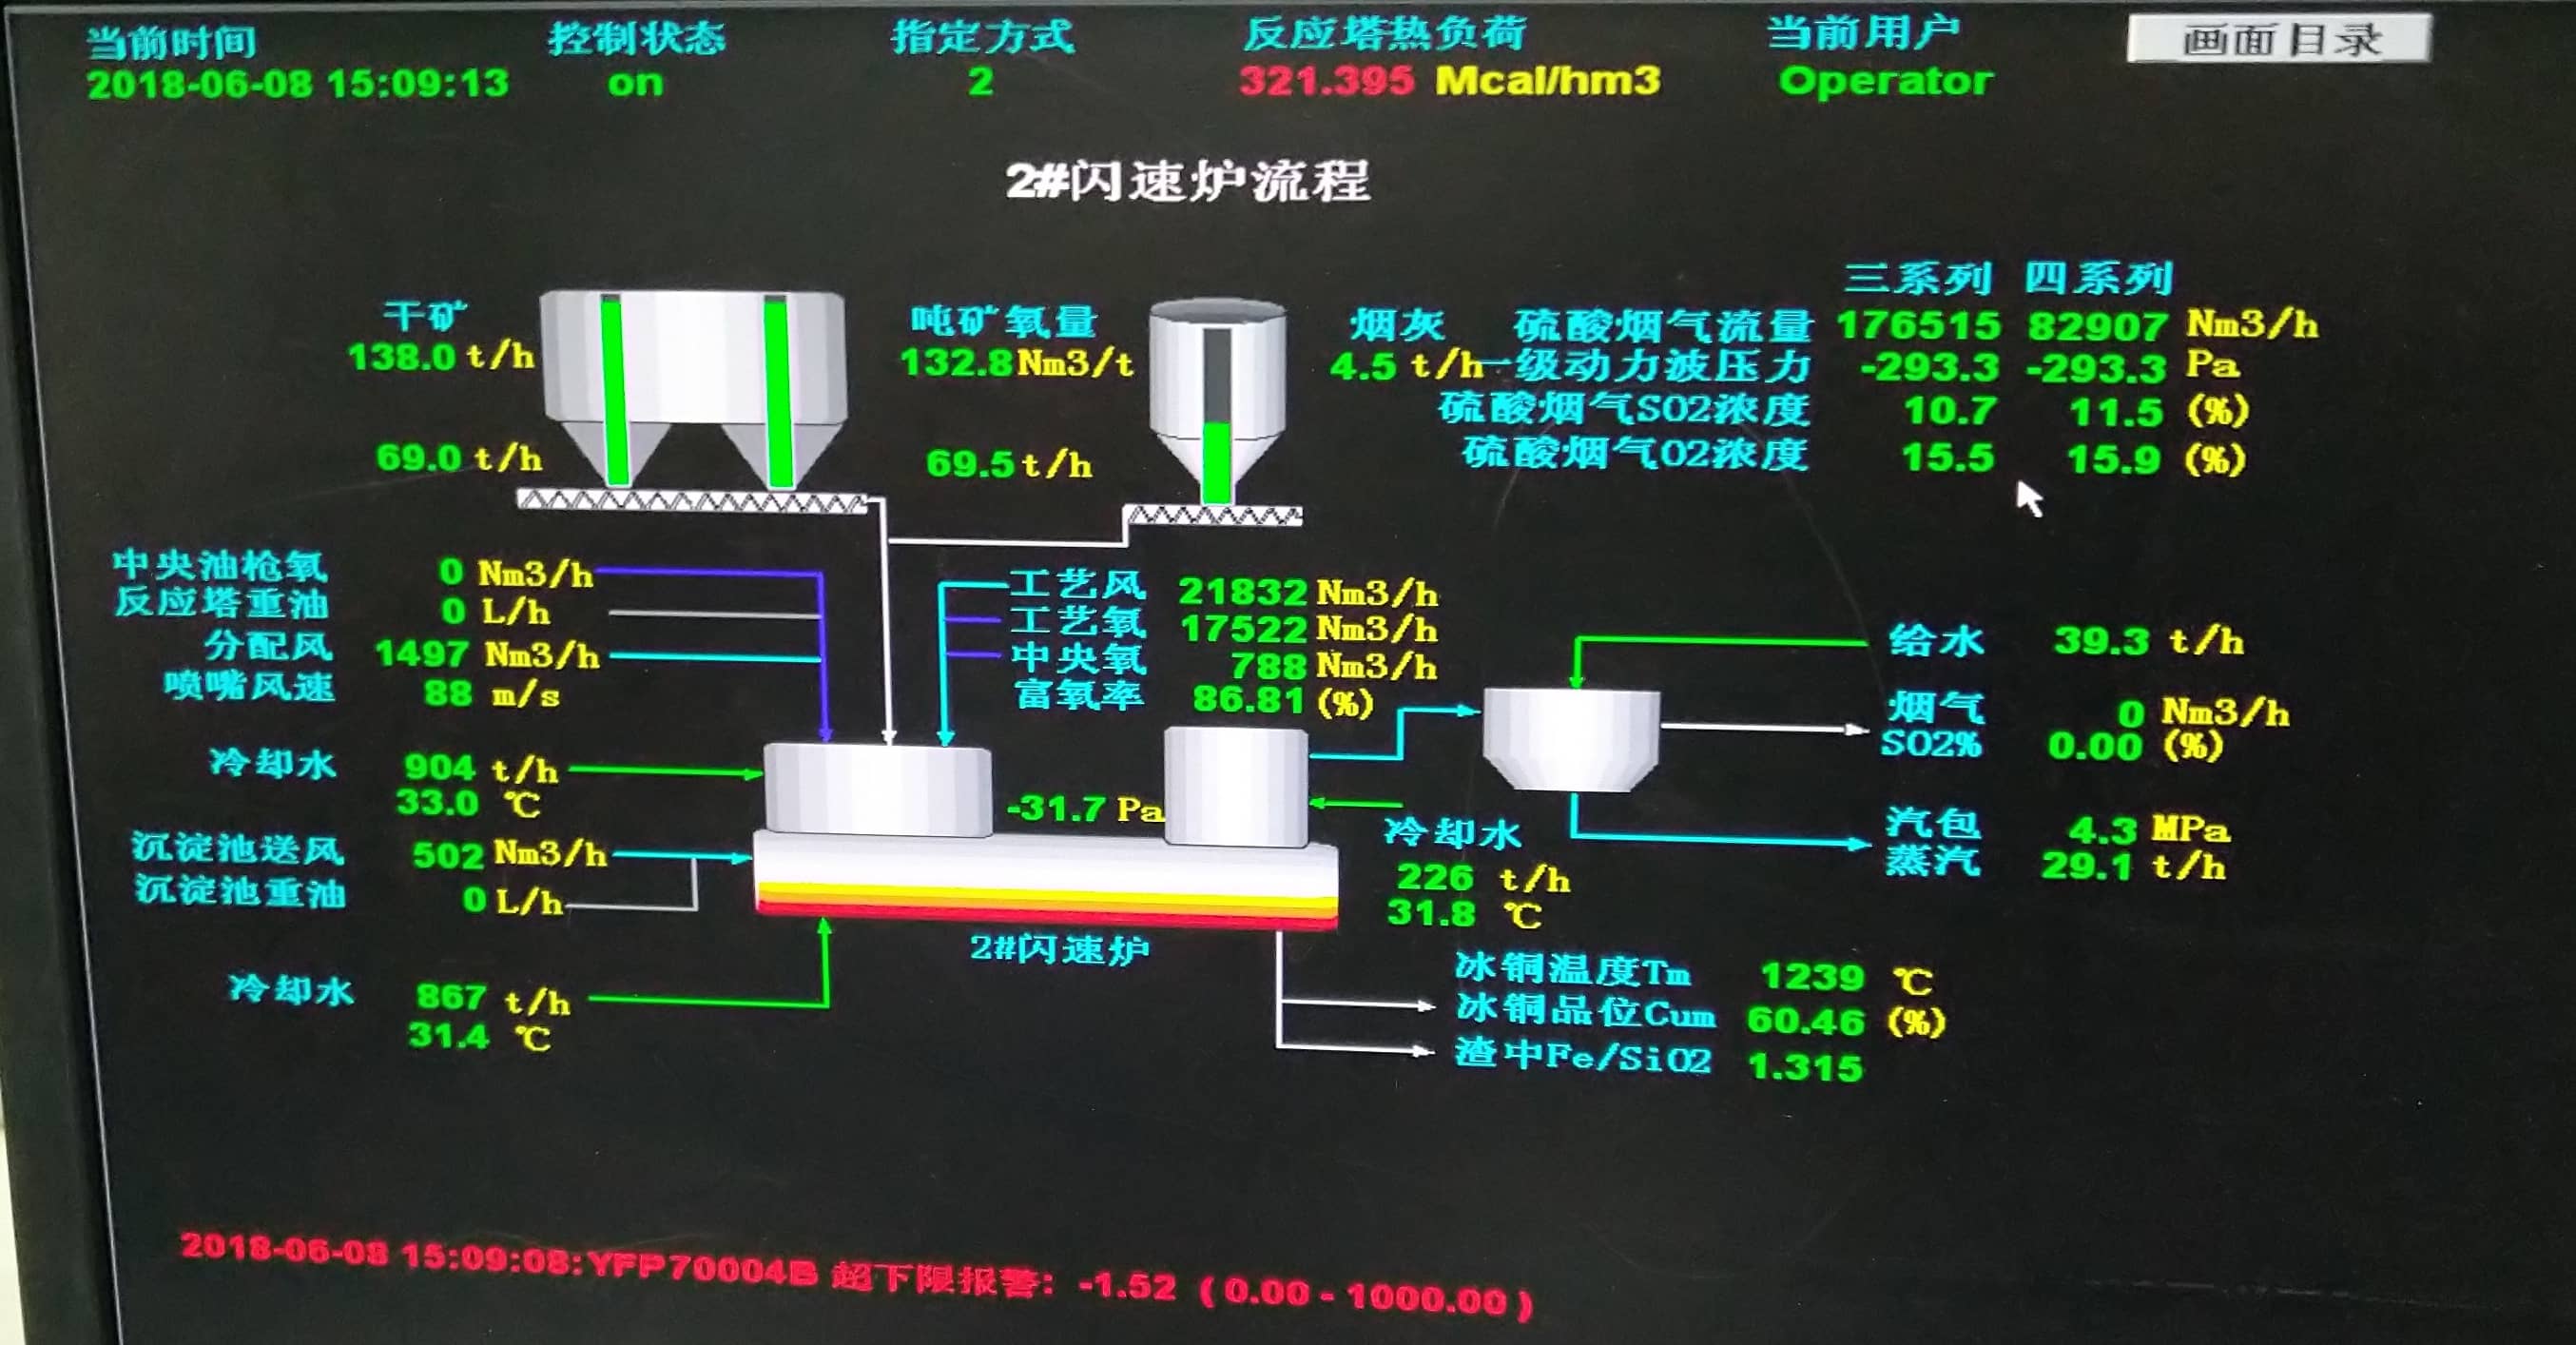 当前时间 控制状态 指定方式 反应塔热负荷 当前用户 画面目录
2018-06-08 15:09:13 on 2 321.395 Mcal/hm3 Operator
2#闪速炉流程
三系列 四系列
干矿 吨矿氧量 烟灰 硫酸烟气流量 176515 82907 Nm3/h
138.0 t/h 132.8 Nm3/t 4.5 t/h 一级动力波压力 -293.3 -293.3 Pa
硫酸烟气SO2浓度 10.7 11.5 (%)
69.0 t/h 69.5 t/h 硫酸烟气O2浓度 15.5 15.9 (%)
中央油枪氧 0 Nm3/h 工艺风 21832 Nm3/h
反应塔重油 0 L/h 工艺氧 17522 Nm3/h
分配风 1497 Nm3/h 中央氧 788 Nm3/h 给水 39.3 t/h
喷嘴风速 88 m/s 富氧率 86.81 (%) 烟气 0 Nm3/h
SO2% 0.00 (%)
冷却水 904 t/h
33.0 ℃ -31.7 Pa 冷却水 汽包 4.3 MPa
沉淀池送风 502 Nm3/h 226 t/h 蒸汽 29.1 t/h
沉淀池重油 0 L/h 31.8 ℃
2#闪速炉
冷却水 867 t/h 冰铜温度Tm 1239 ℃
31.4 ℃ 冰铜品位Cum 60.46 (%)
渣中Fe/SiO2 1.315
2018-06-08 15:09:08:YFP70004B 超下限报警: -1.52 ( 0.00 - 1000.00 )